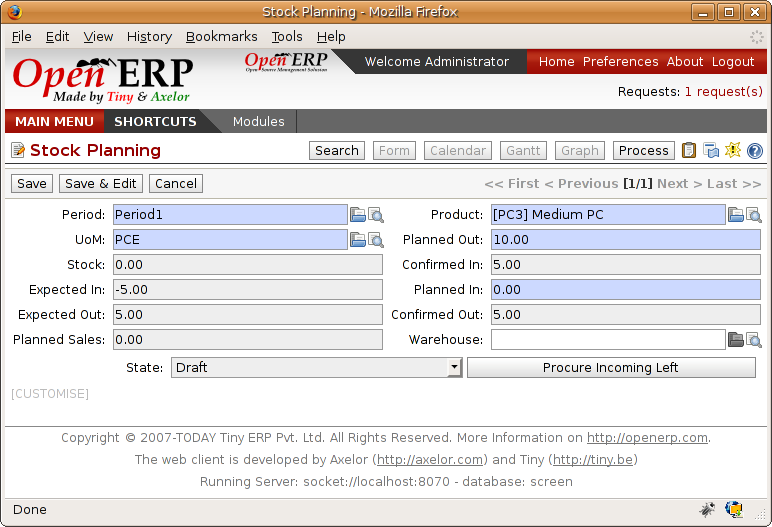 Stock Planning - Mozilla Firefox
File Edit View History Bookmarks Tools Help
Open ERP
Made by Tiny & Axelor
Open ERP
Open Source Management Solution
Welcome Administrator
Home Preferences About Logout
Requests: 1 request(s)
MAIN MENU SHORTCUTS Modules
Stock Planning
Search Form Calendar Gantt Graph Process
Save Save & Edit Cancel << First < Previous [1/1] Next > Last >>
Period: Period1 Product: [PC3] Medium PC
UoM: PCE Planned Out: 10.00
Stock: 0.00 Confirmed In: 5.00
Expected In: -5.00 Planned In: 0.00
Expected Out: 5.00 Confirmed Out: 5.00
Planned Sales: 0.00 Warehouse:
State: Draft Procure Incoming Left
[CUSTOMISE]
Copyright © 2007-TODAY Tiny ERP Pvt. Ltd. All Rights Reserved. More Information on http://openerp.com.
The web client is developed by Axelor (http://axelor.com) and Tiny (http://tiny.be)
Running Server: socket://localhost:8070 - database: screen
Done